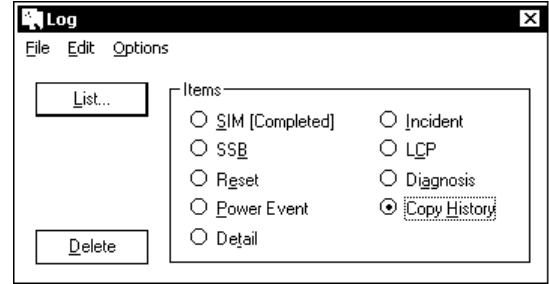 Log
File Edit Options
List...
Items
SIM [Completed]
Incident
SSB
LCP
Reset
Diagnosis
Power Event
Copy History
Detail
Delete